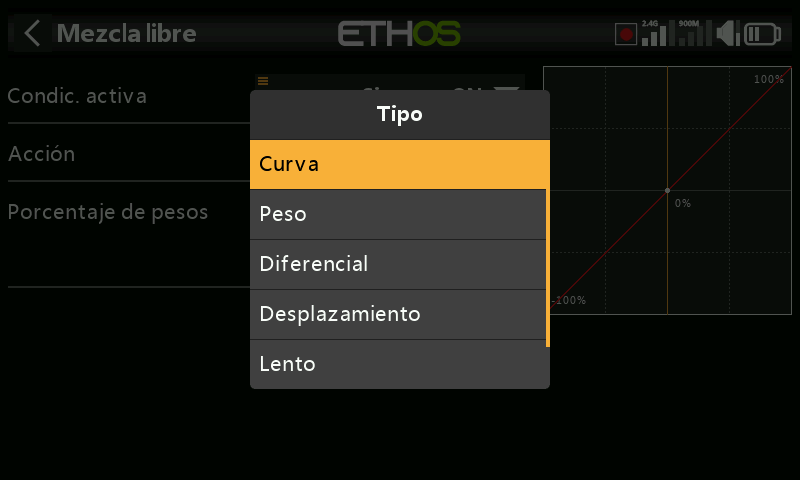 Mezcla libre
ETHOS
2.4G
900M
Condic. activa
ON
Acción
Porcentaje de pesos
Tipo
Curva
Peso
Diferencial
Desplazamiento
Lento
100%
0%
-100%